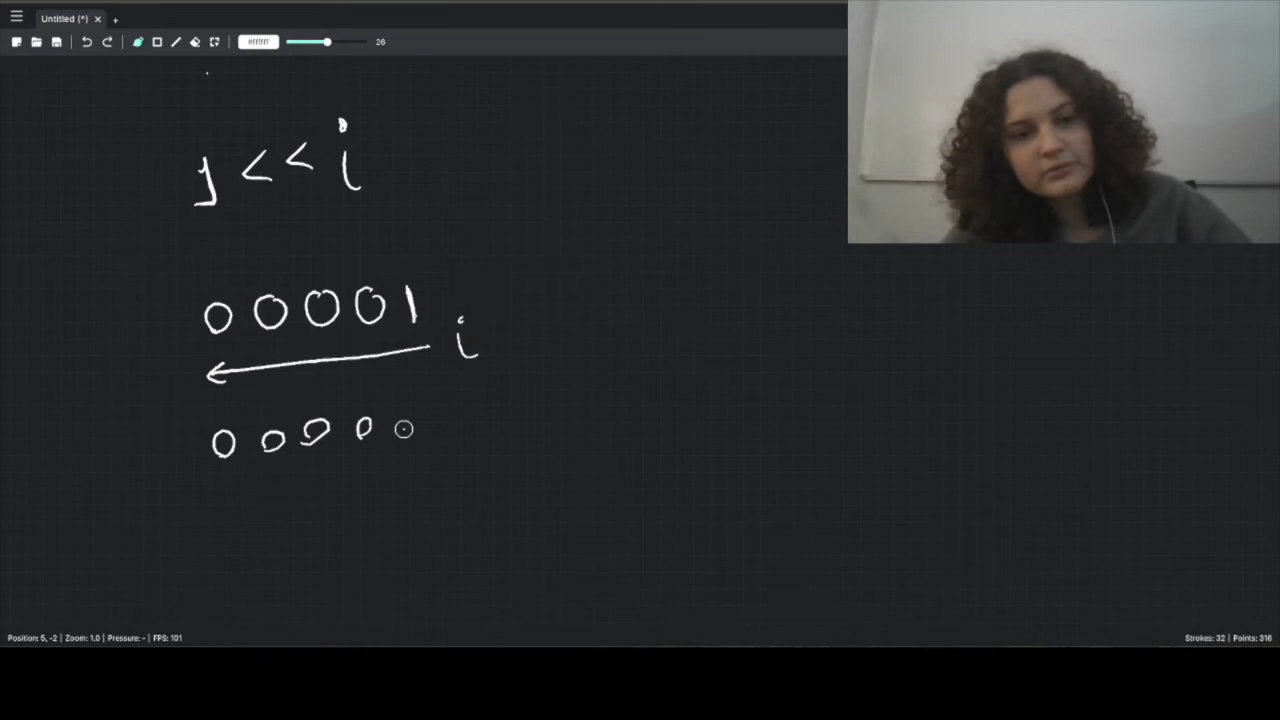 Untitled (*)
#ffffff 26
1 << i
0 0 0 0 1
i
0 0 0 0
Position: 5, -2 | Zoom: 1.0 | Pressure: - | FPS: 101
Strokes: 32 | Points: 316